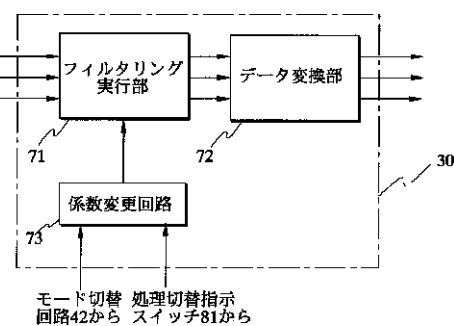 フィルタリング
実行部
データ変換部
71
72
30
係数変更回路
73
モード切替 処理切替指示
回路42から スイッチ81から